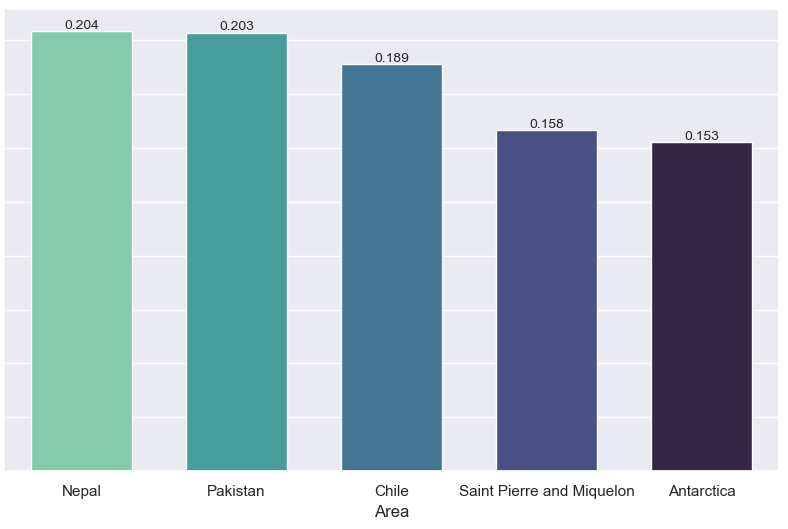 0.204
0.203
0.189
0.158
0.153
Nepal
Pakistan
Chile
Saint Pierre and Miquelon
Antarctica
Area